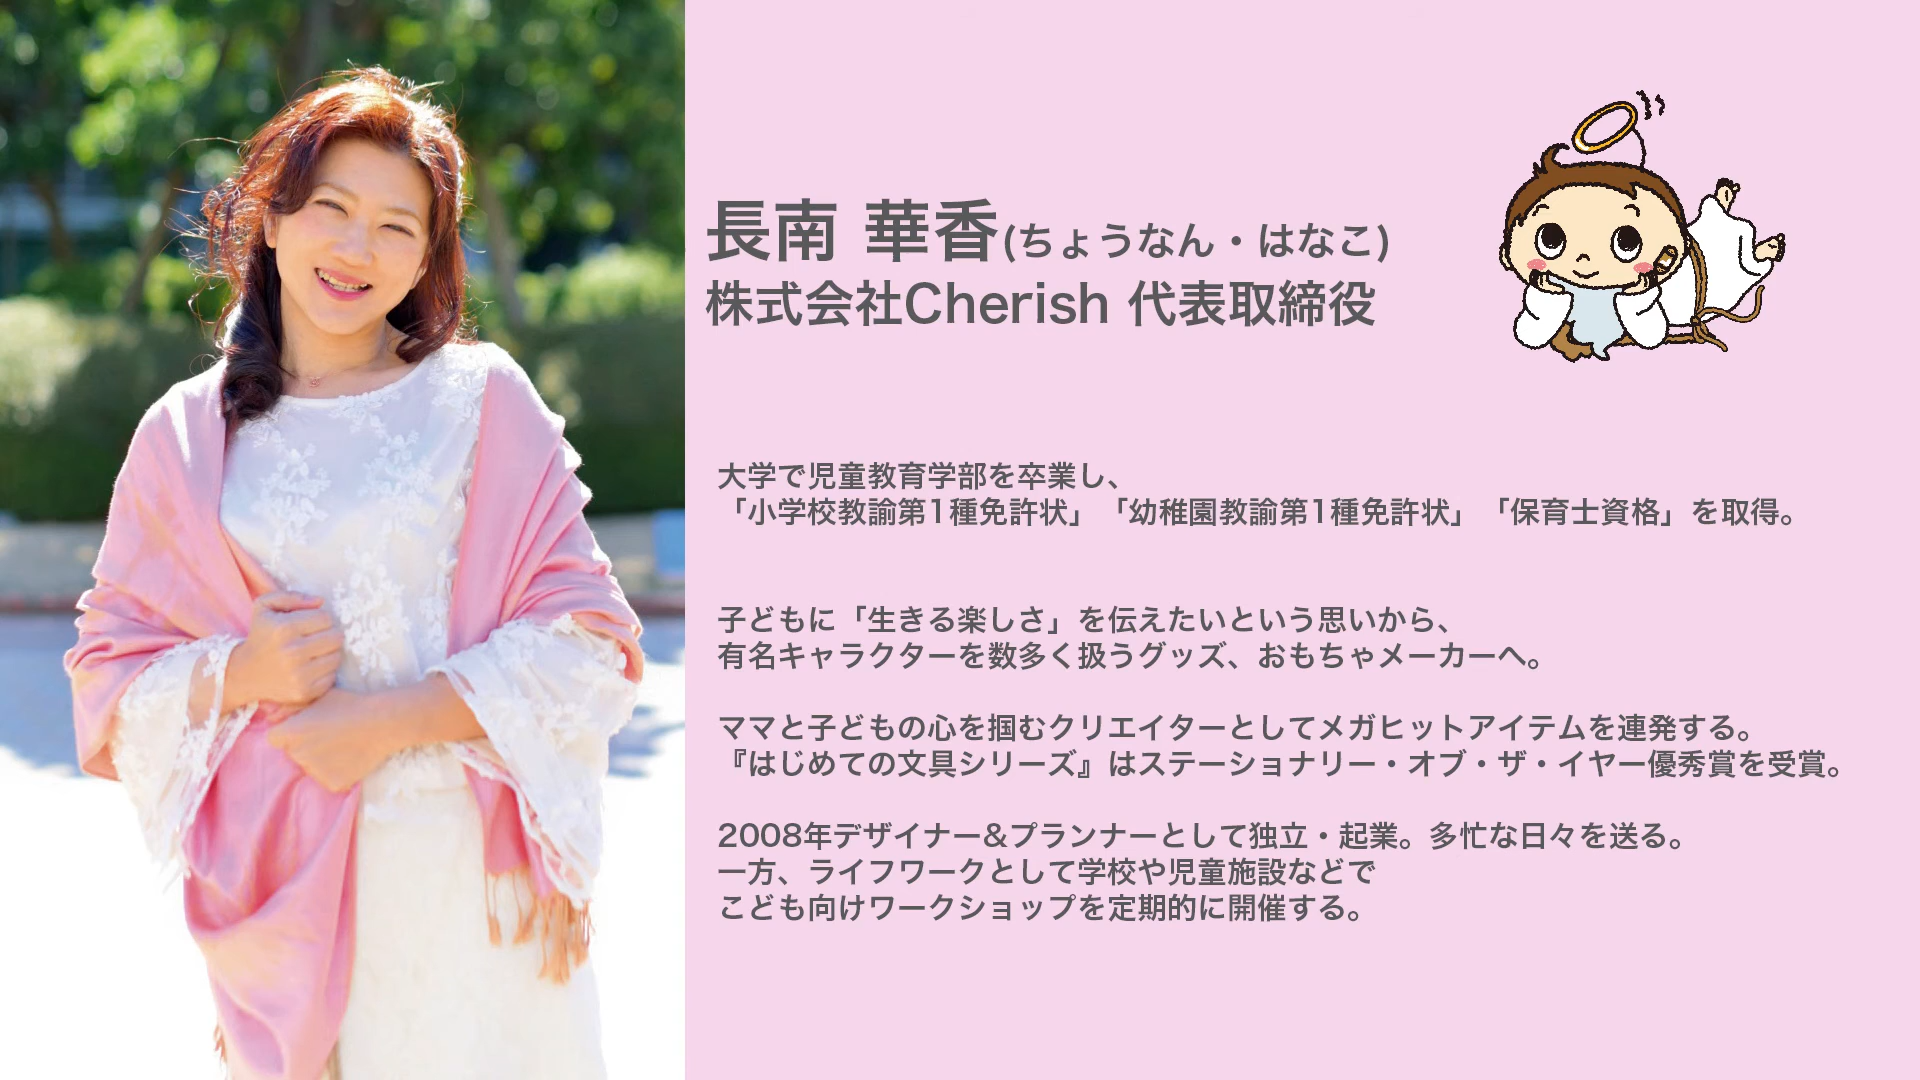 長南 華香(ちょうなん・はなこ)
株式会社Cherish 代表取締役
大学で児童教育学部を卒業し、
「小学校教諭第1種免許状」「幼稚園教諭第1種免許状」「保育士資格」を取得。
子どもに「生きる楽しさ」を伝えたいという思いから、
有名キャラクターを数多く扱うグッズ、おもちゃメーカーへ。
ママと子どもの心を掴むクリエイターとしてメガヒットアイテムを連発する。
『はじめての文具シリーズ』はステーショナリー・オブ・ザ・イヤー優秀賞を受賞。
2008年デザイナー&プランナーとして独立・起業。多忙な日々を送る。
一方、ライフワークとして学校や児童施設などで
こども向けワークショップを定期的に開催する。